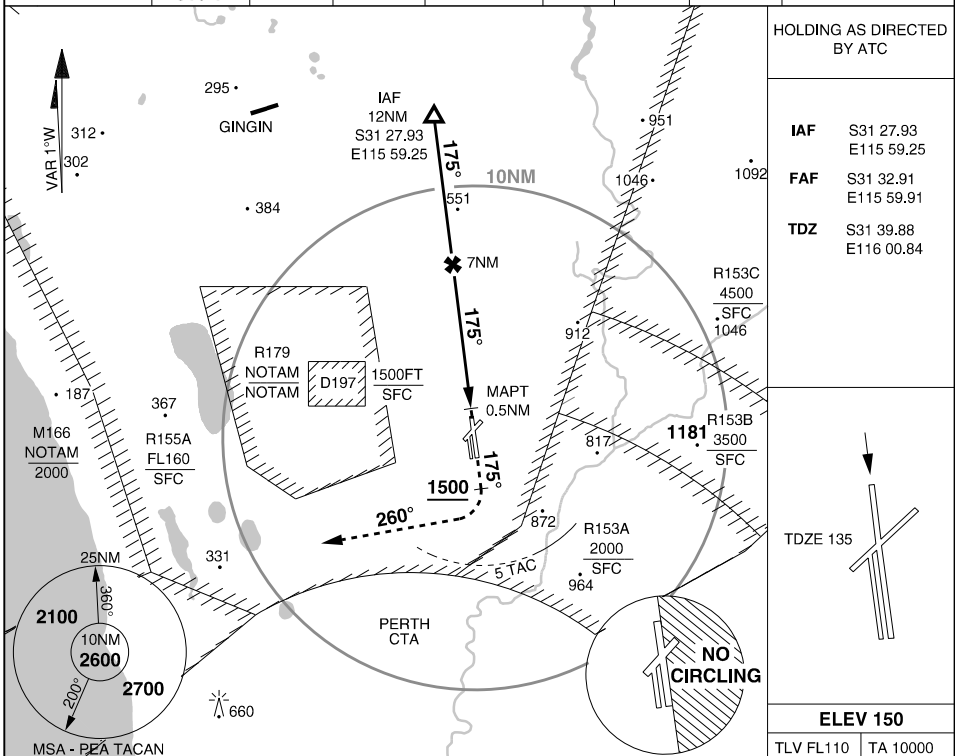 HOLDING AS DIRECTED
BY ATC
IAF S31 27.93
E115 59.25
FAF S31 32.91
E115 59.91
TDZ S31 39.88
E116 00.84
VAR 1°W
312
302
295
GINGIN
384
IAF
12NM
S31 27.93
E115 59.25
175°
10NM
551
7NM
175°
951
1046
1092
R153C
4500
SFC
1046
912
R179
NOTAM
NOTAM
D197
1500FT
SFC
MAPT
0.5NM
187
367
M166
NOTAM
2000
R155A
FL160
SFC
817
1181
R153B
3500
SFC
175°
1500
260°
872
R153A
2000
SFC
964
5 TAC
331
PERTH
CTA
25NM
360°
2100
10NM
2600
200°
2700
660
MSA - PEA TACAN
NO
CIRCLING
TDZE 135
ELEV 150
TLV FL110 TA 10000